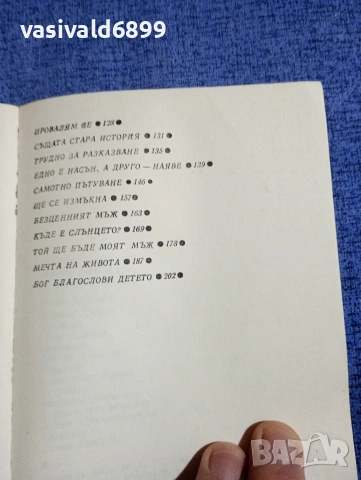 vasivald6899
ПРОВАЛЯМ СЕ ● 128 ●
СЪЩАТА СТАРА ИСТОРИЯ ● 131 ●
ТРУДНО ЗА РАЗКАЗВАНЕ ● 135 ●
ЕДНО Е НАСЪН, А ДРУГО — НАЯВЕ ● 139 ●
САМОТНО ПЪТУВАНЕ ● 146 ●
ЩЕ СЕ ИЗМЪКНА ● 157 ●
БЕЗЦЕННИЯТ МЪЖ ● 163 ●
КЪДЕ Е СЛЪНЦЕТО? ● 169 ●
ТОЙ ЩЕ БЪДЕ МОЯТ МЪЖ ● 178 ●
МЕЧТА НА ЖИВОТА ● 187 ●
БОГ БЛАГОСЛОВИ ДЕТЕТО ● 202 ●
BAZAR